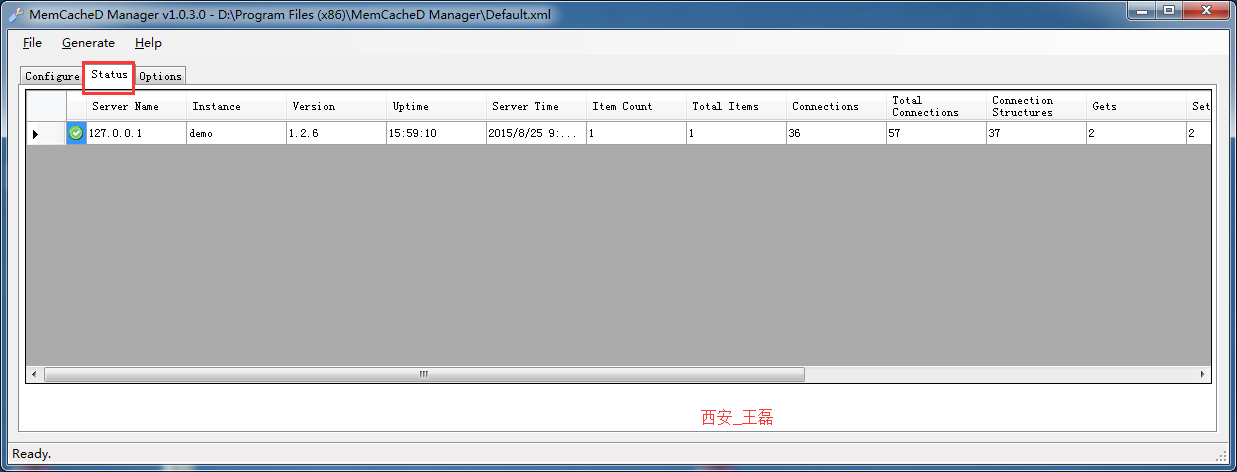 MemCacheD Manager v1.0.3.0 - D:\Program Files (x86)\MemCacheD Manager\Default.xml
File Generate Help
Configure Status Options
Server Name Instance Version Uptime Server Time Item Count Total Items Connections Total Connections Connection Structures Gets Set
127.0.0.1 demo 1.2.6 15:59:10 2015/8/25 9:... 1 1 36 57 37 2 2
西安_王磊
Ready.